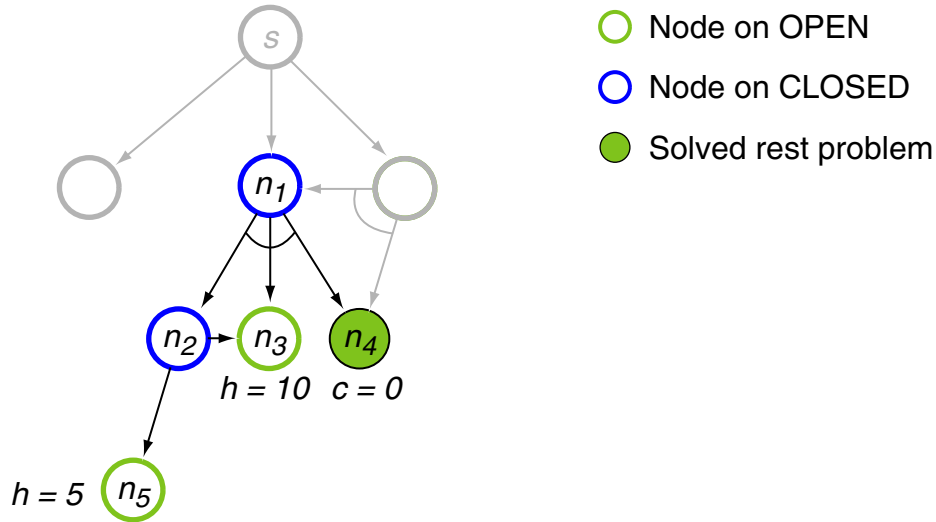 s
Node on OPEN
Node on CLOSED
Solved rest problem
n1
n2
n3
n4
h = 10
c = 0
h = 5
n5